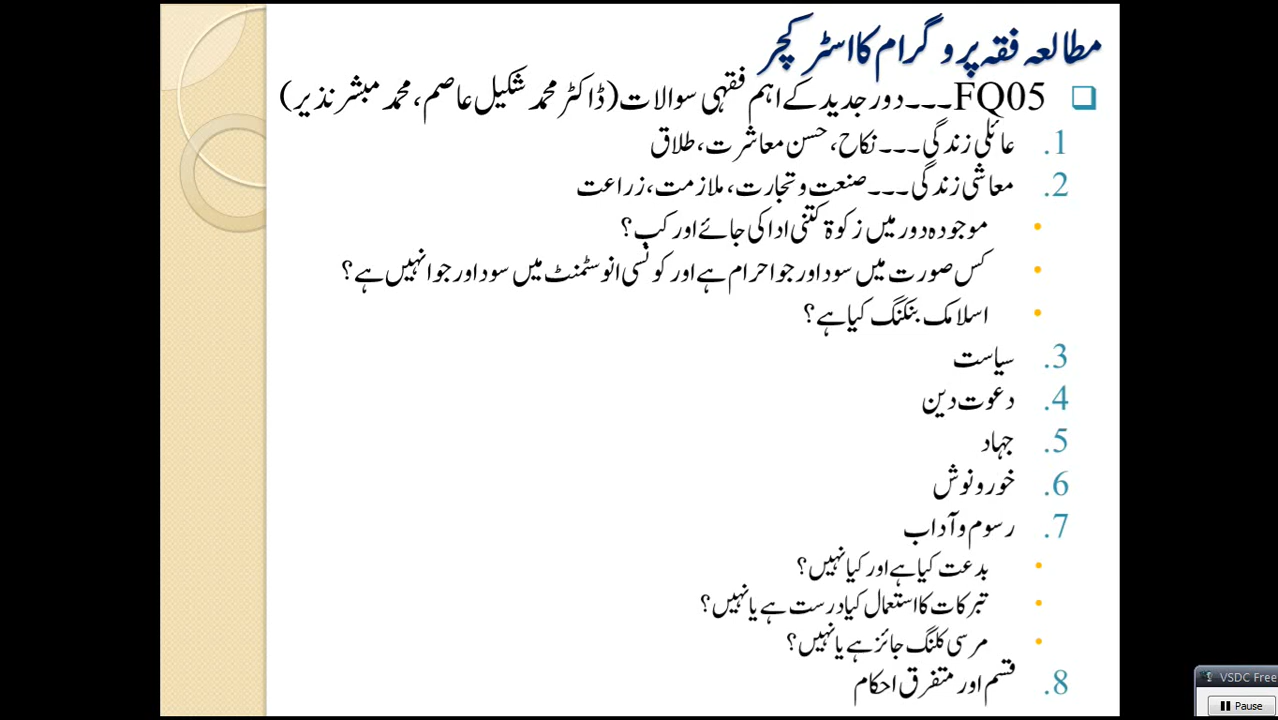 مطالعہ فقہ پروگرام کا اسٹرکچر
FQ05۔۔۔دور جدید کے اہم فقہی سوالات (ڈاکٹر محمد شکیل عاصم، محمد مبشر نذیر)
1. عائلی زندگی۔۔۔ نکاح، حسن معاشرت، طلاق
2. معاشی زندگی۔۔۔ صنعت و تجارت، ملازمت، زراعت
• موجودہ دور میں زکوۃ کتنی ادا کی جائے اور کب؟
• کس صورت میں سود اور جوا حرام ہے اور کونسی انوسٹمنٹ میں سود اور جوا نہیں ہے؟
• اسلامک بنکنگ کیا ہے؟
3. سیاست
4. دعوت دین
5. جہاد
6. خور و نوش
7. رسوم و آداب
• بدعت کیا ہے اور کیا نہیں؟
• تبرکات کا استعمال کیا درست ہے یا نہیں؟
• مرسی کلنگ جائز ہے یا نہیں؟
8. قسم اور متفرق احکام
VSDC Free
Pause